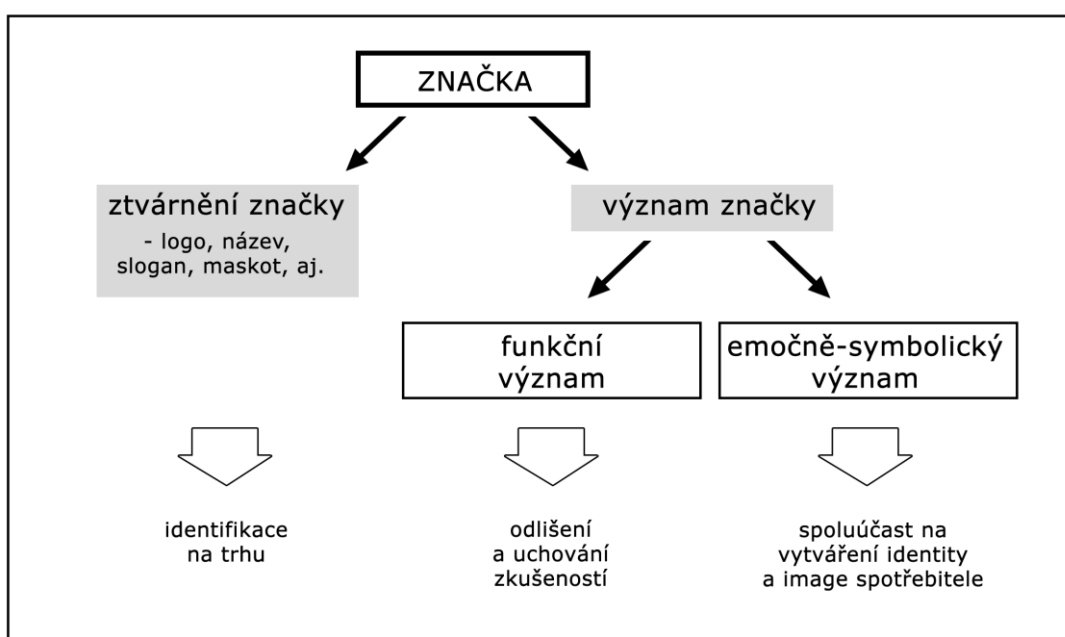 ZNAČKA
ztvárnění značky
- logo, název,
slogan, maskot, aj.
význam značky
funkční
význam
emočně-symbolický
význam
identifikace
na trhu
odlišení
a uchování
zkušeností
spoluúčast na
vytváření identity
a image spotřebitele